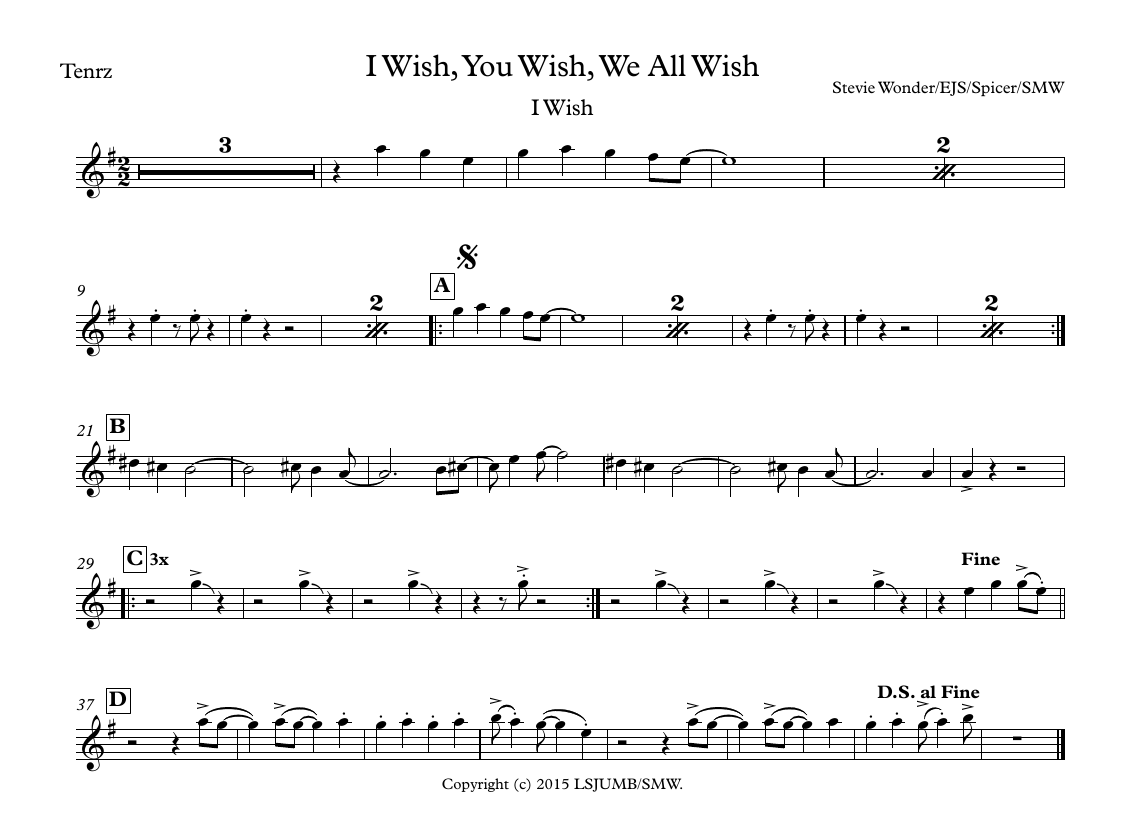 I Wish, You Wish, We All Wish
Tenrz
Stevie Wonder/EJS/Spicer/SMW
I Wish
3
2
9
A
2
2
2
21
B
29
C 3x
Fine
37
D
D.S. al Fine
Copyright (c) 2015 LSJUMB/SMW.